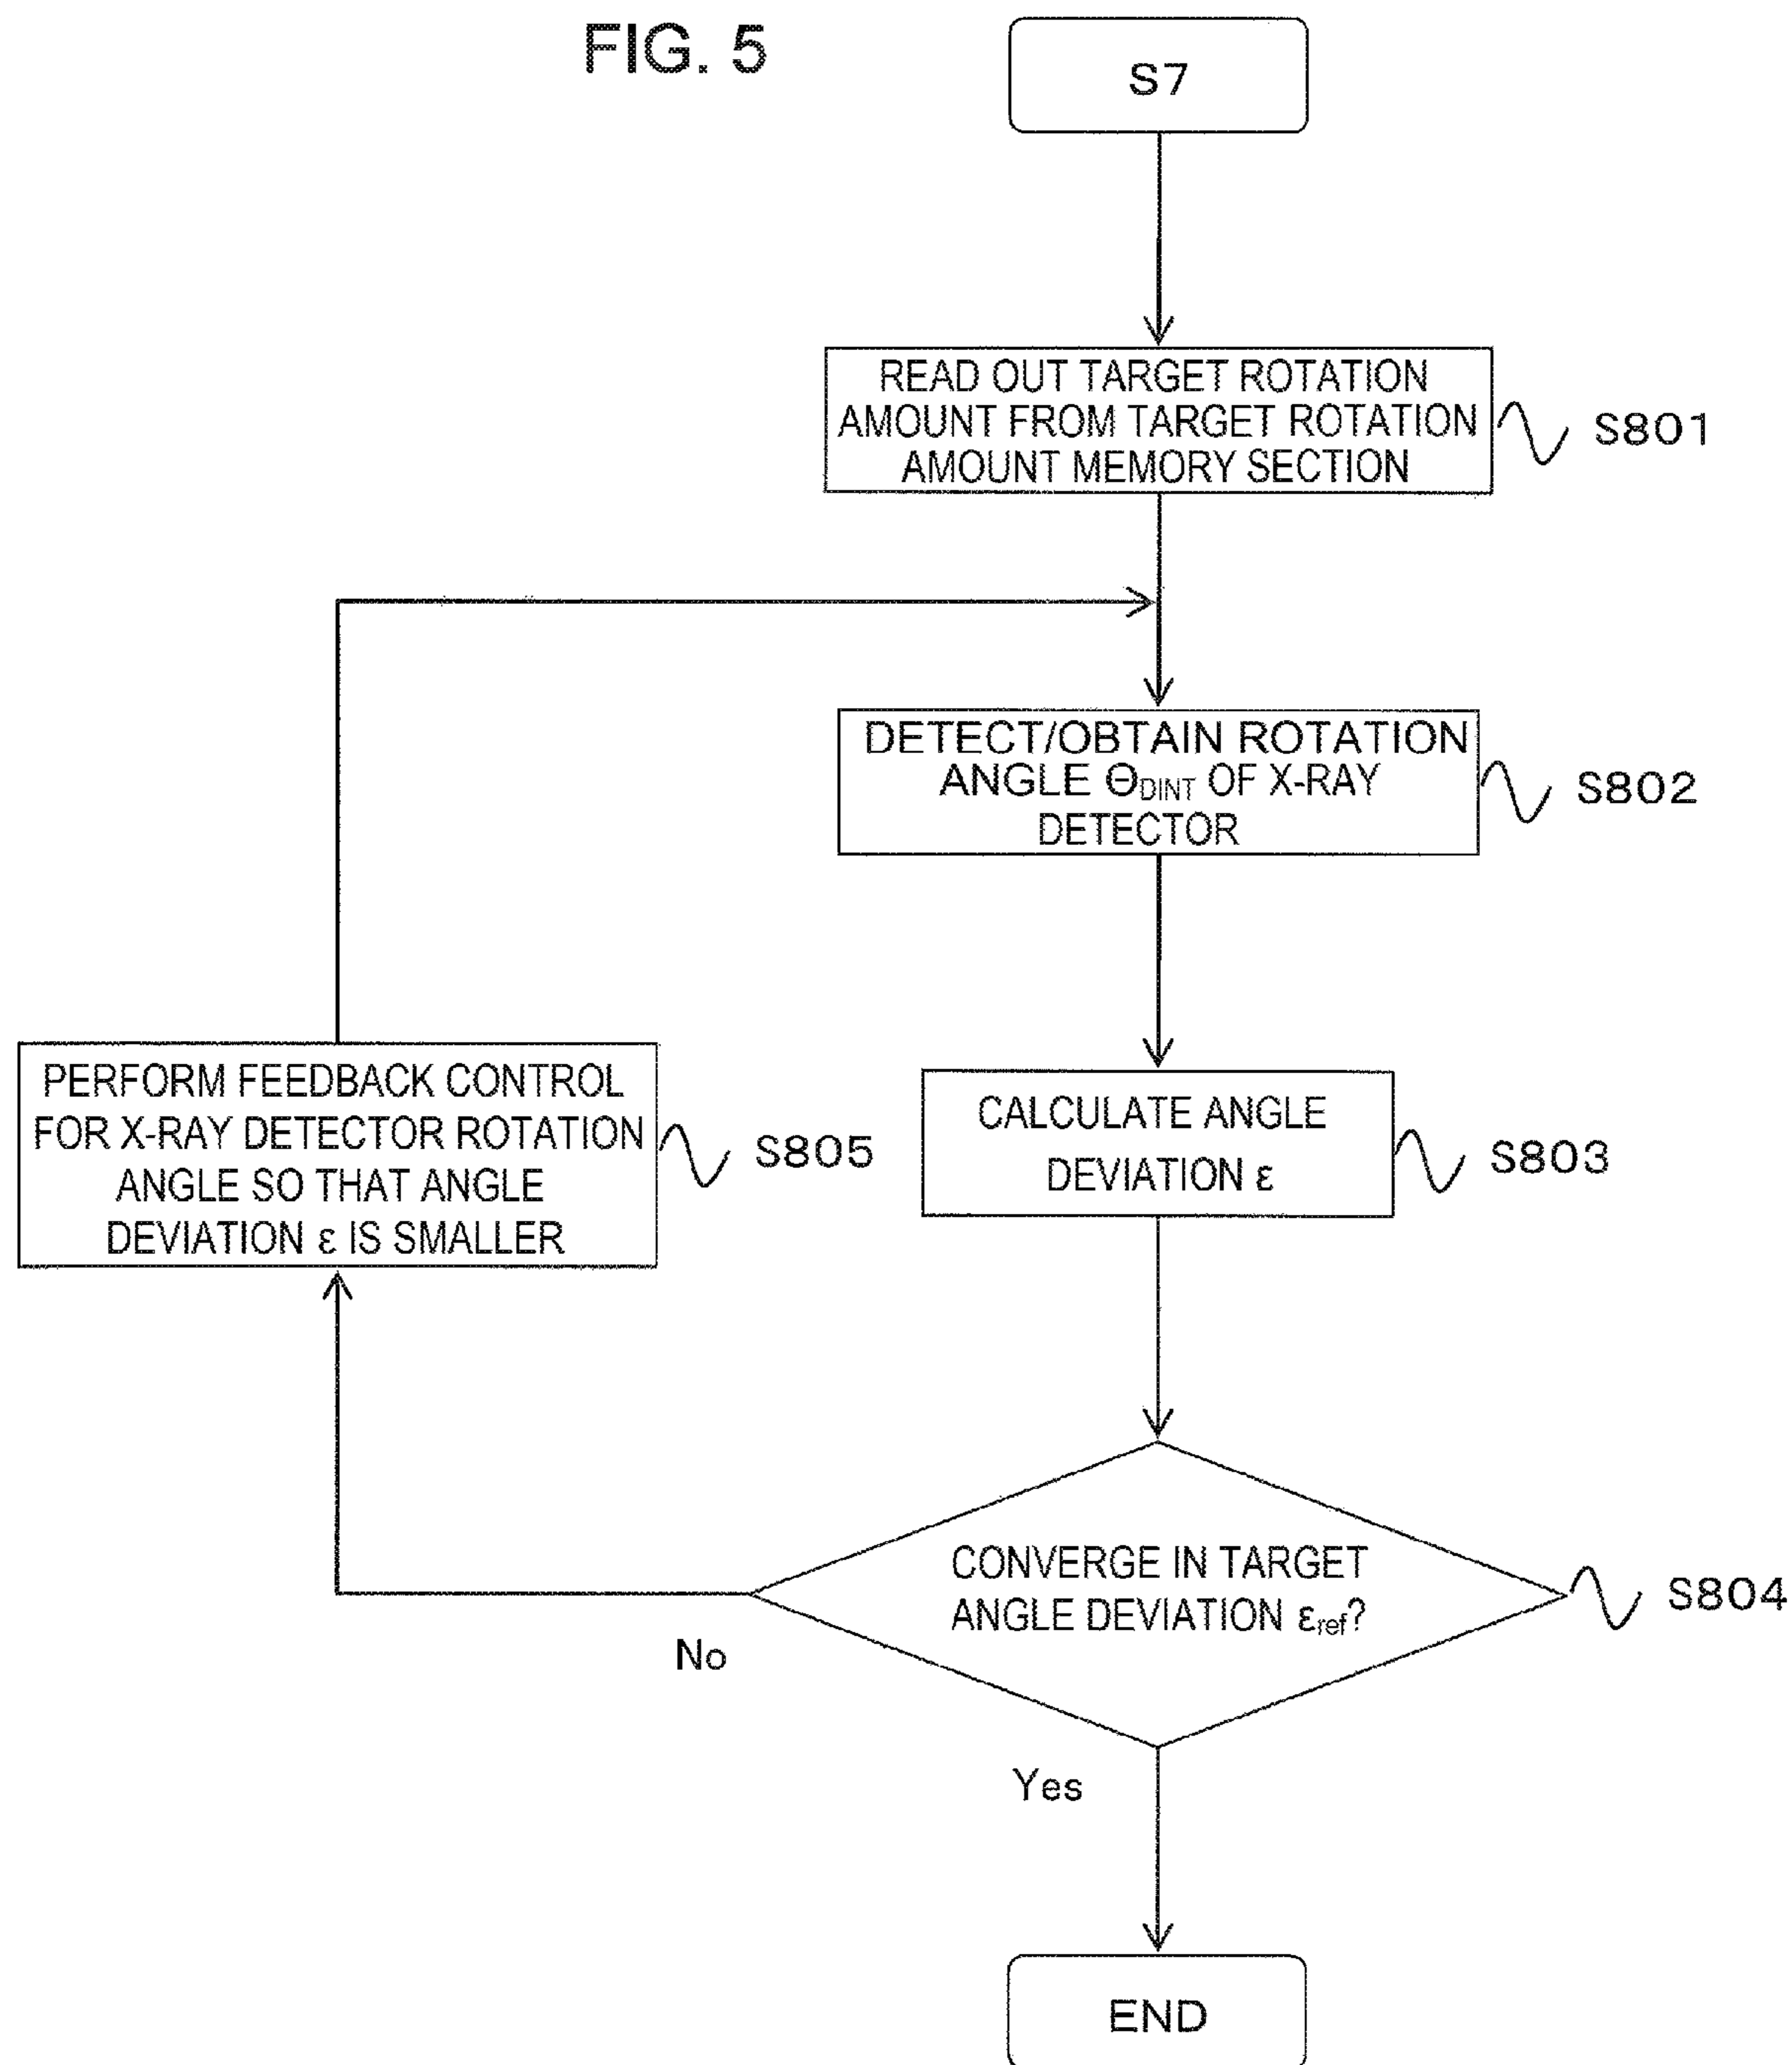 FIG. 5
S7
READ OUT TARGET ROTATION
AMOUNT FROM TARGET ROTATION
AMOUNT MEMORY SECTION
S801
DETECT/OBTAIN ROTATION
ANGLE Θ_DINT OF X-RAY
DETECTOR
S802
CALCULATE ANGLE
DEVIATION ε
S803
PERFORM FEEDBACK CONTROL
FOR X-RAY DETECTOR ROTATION
ANGLE SO THAT ANGLE
DEVIATION ε IS SMALLER
S805
CONVERGE IN TARGET
ANGLE DEVIATION ε_ref?
S804
No
Yes
END